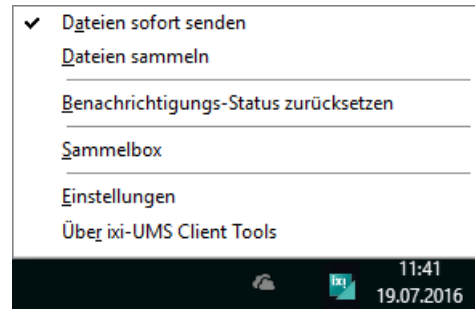 Dateien sofort senden
Dateien sammeln
Benachrichtigungs-Status zurücksetzen
Sammelbox
Einstellungen
Über ixi-UMS Client Tools
11:41
ixi
19.07.2016